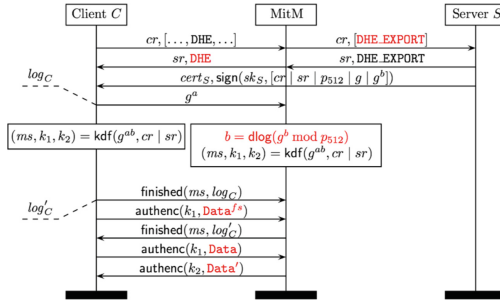 Client C MitM Server S
cr, [..., DHE, ...] cr, [DHE_EXPORT]
sr, DHE sr, DHE_EXPORT
log_C cert_S, sign(sk_S, [cr | sr | p_512 | g | g^b])
g^a
(ms, k_1, k_2) = kdf(g^{ab}, cr | sr) b = dlog(g^b mod p_512)
(ms, k_1, k_2) = kdf(g^{ab}, cr | sr)
finished(ms, log_C)
log'_C authenc(k_1, Data^{fs})
finished(ms, log'_C)
authenc(k_1, Data)
authenc(k_2, Data')